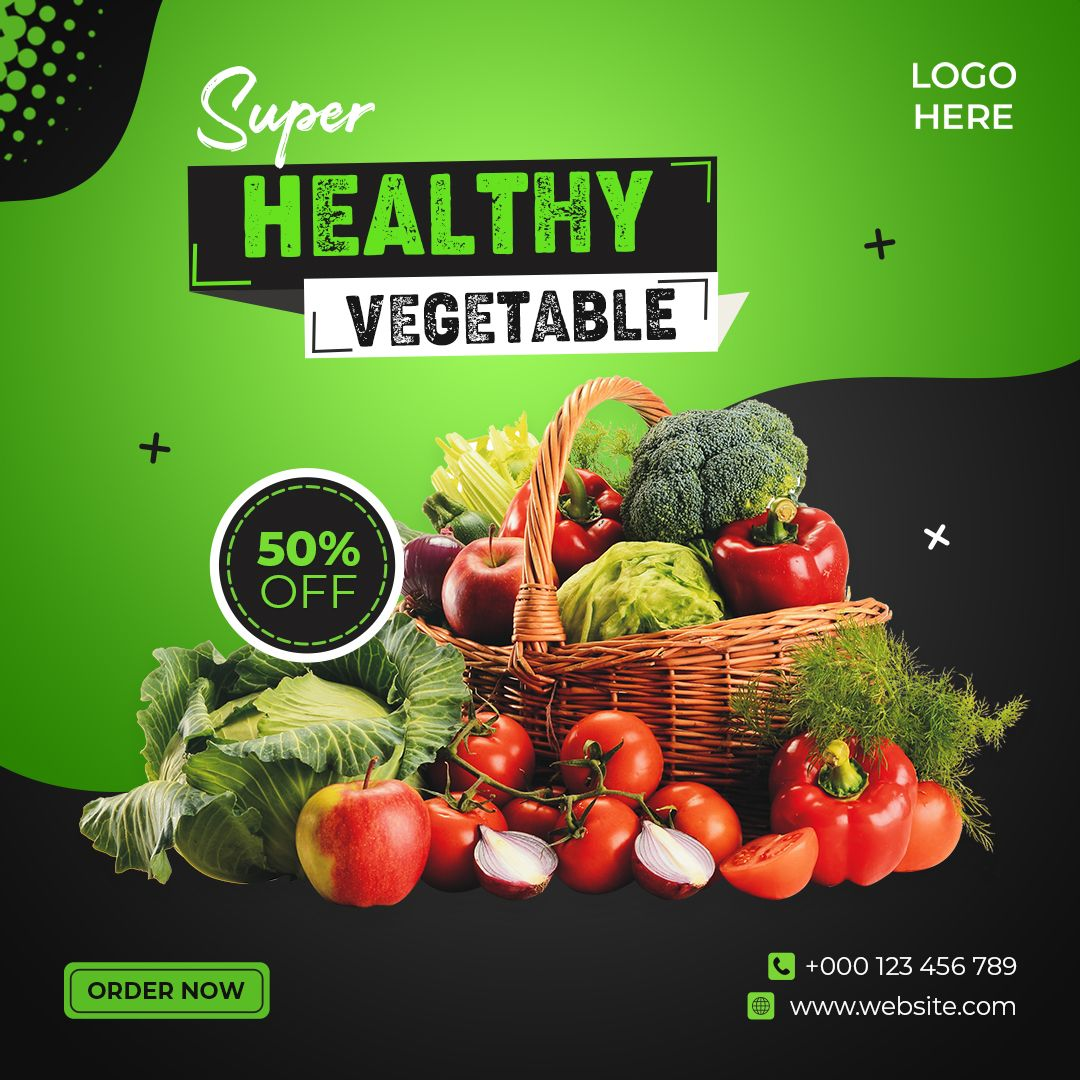 Super
LOGO
HERE
HEALTHY
VEGETABLE
50%
OFF
ORDER NOW
+000 123 456 789
www.website.com